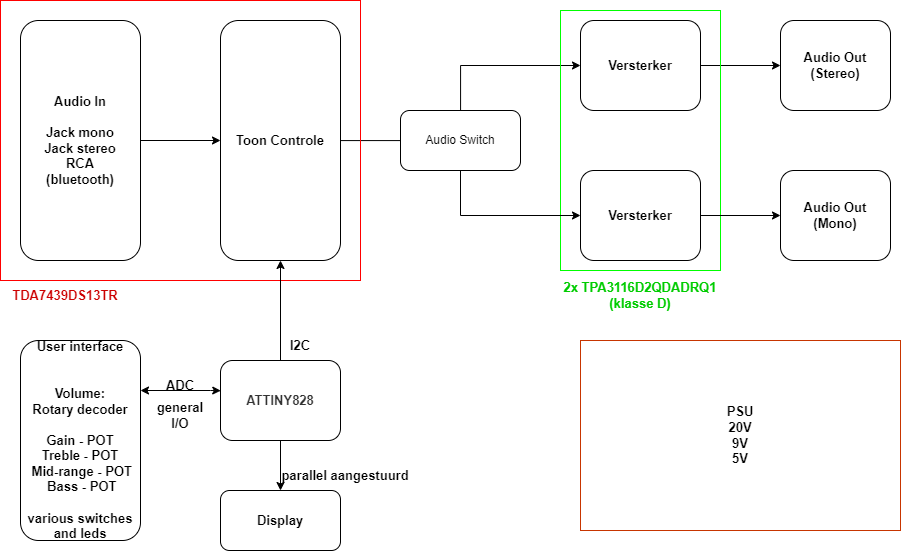 Audio In
Jack mono
Jack stereo
RCA
(bluetooth)
Toon Controle
Audio Switch
Versterker
Audio Out
(Stereo)
Versterker
Audio Out
(Mono)
TDA7439DS13TR
2x TPA3116D2QDADRQ1
(klasse D)
User interface
Volume:
Rotary decoder
Gain - POT
Treble - POT
Mid-range - POT
Bass - POT
various switches
and leds
ADC
general
I/O
I2C
ATTINY828
parallel aangestuurd
Display
PSU
20V
9V
5V